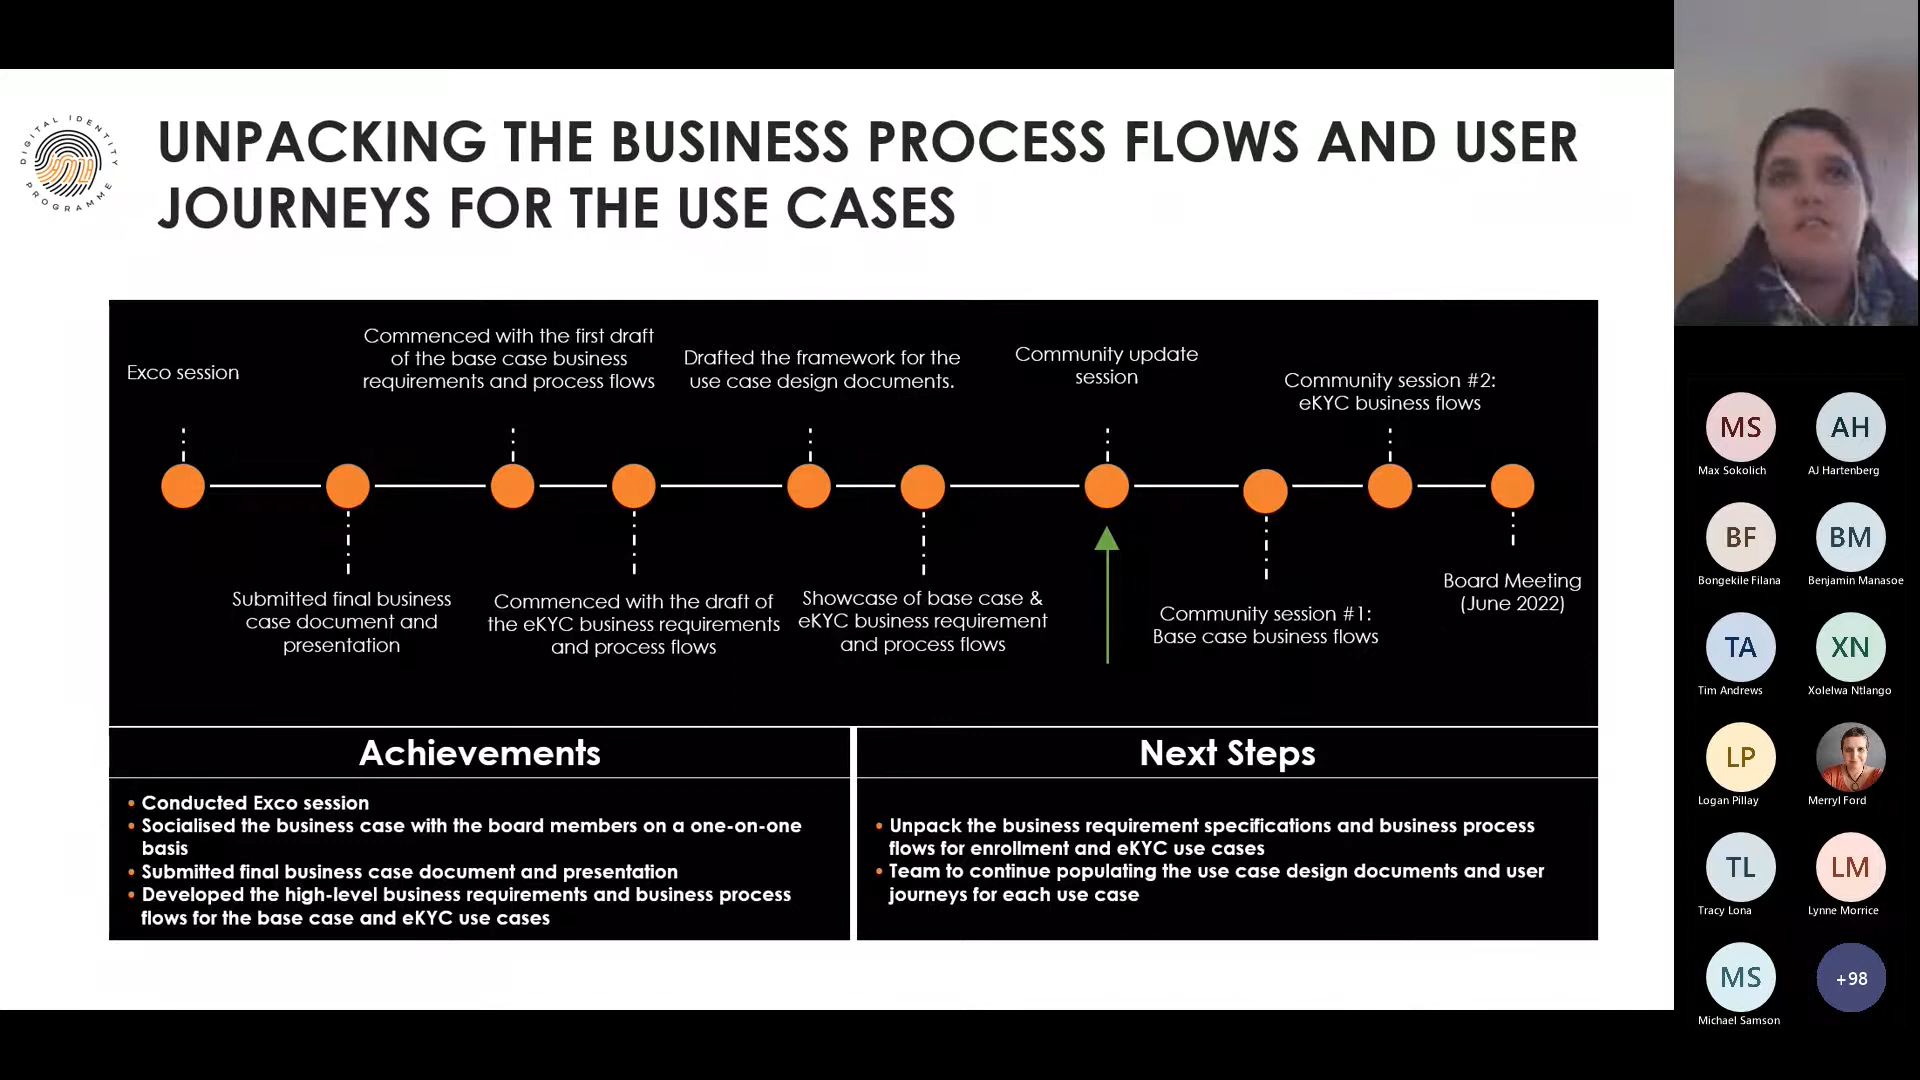 DIGITAL IDENTITY
PROGRAMME
UNPACKING THE BUSINESS PROCESS FLOWS AND USER
JOURNEYS FOR THE USE CASES
Exco session
Commenced with the first draft
of the base case business
requirements and process flows
Drafted the framework for the
use case design documents.
Community update
session
Community session #2:
eKYC business flows
Submitted final business
case document and
presentation
Commenced with the draft of
the eKYC business requirements
and process flows
Showcase of base case &
eKYC business requirement
and process flows
Community session #1:
Base case business flows
Board Meeting
(June 2022)
Achievements
• Conducted Exco session
• Socialised the business case with the board members on a one-on-one
basis
• Submitted final business case document and presentation
• Developed the high-level business requirements and business process
flows for the base case and eKYC use cases
Next Steps
• Unpack the business requirement specifications and business process
flows for enrollment and eKYC use cases
• Team to continue populating the use case design documents and user
journeys for each use case
MS
Max Sokolich
AH
AJ Hartenberg
BF
Bongekile Filana
BM
Benjamin Manasoe
TA
Tim Andrews
XN
Xolelwa Ntlango
LP
Logan Pillay
Merryl Ford
TL
Tracy Lona
LM
Lynne Morrice
MS
Michael Samson
+98